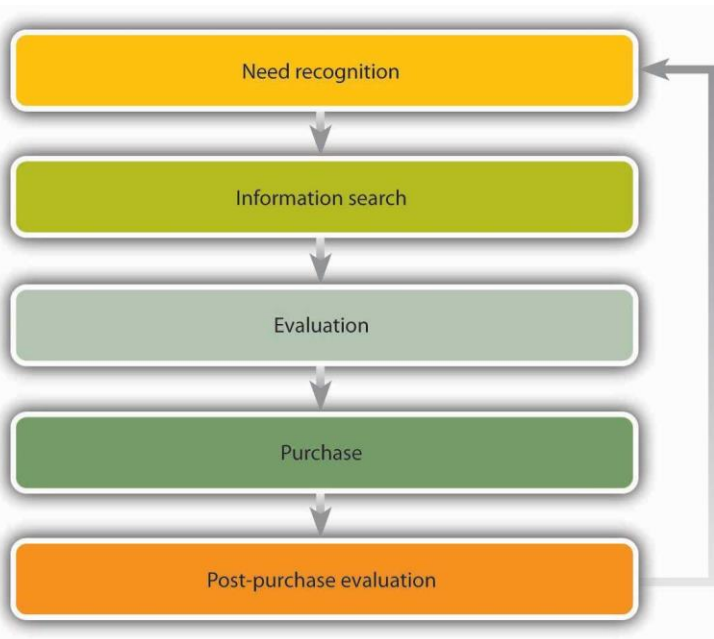 Need recognition
Information search
Evaluation
Purchase
Post-purchase evaluation